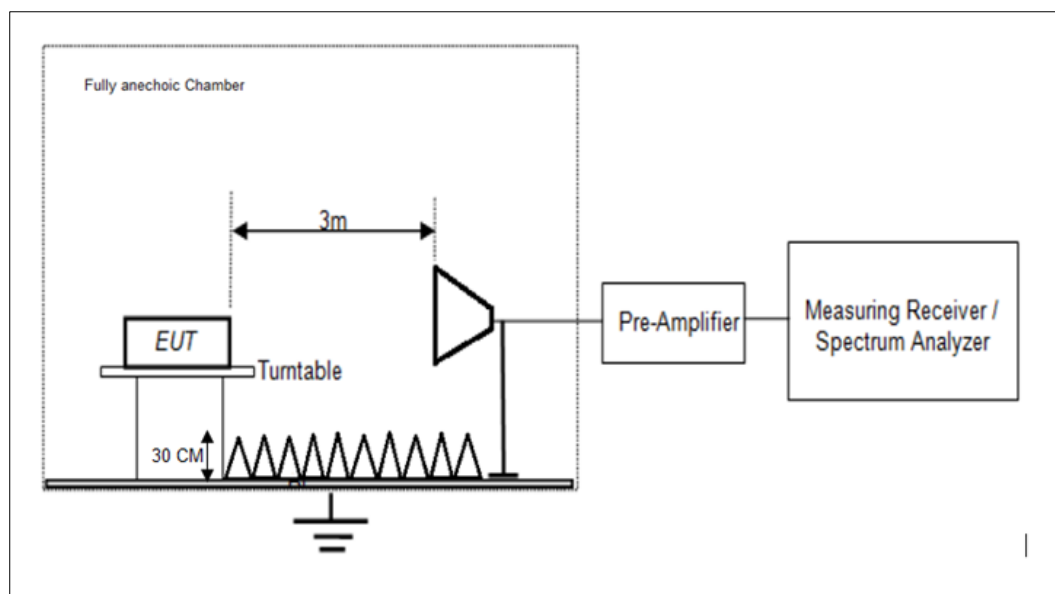 Fully anechoic Chamber
3m
EUT
Turntable
30 CM
Pre-Amplifier
Measuring Receiver /
Spectrum Analyzer